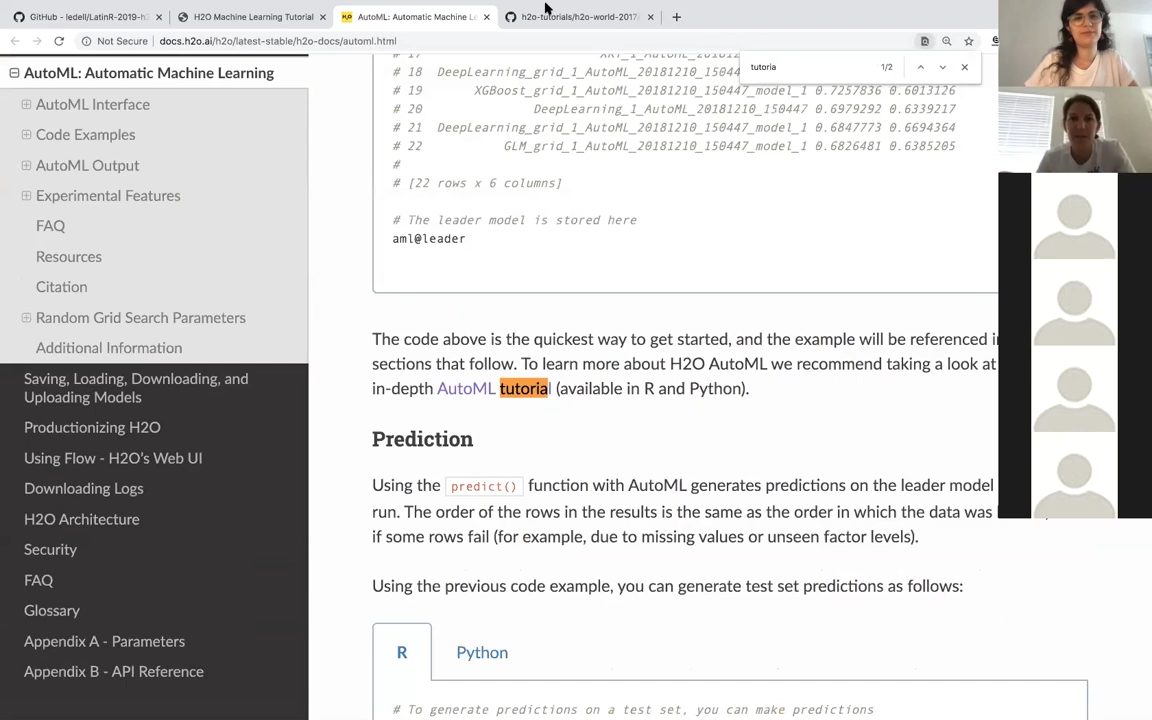 GitHub - ledell/LatinR-2019-h
H2O Machine Learning Tutorial
AutoML: Automatic Machine Le
h2o-tutorials/h2o-world-2017/
Not Secure
docs.h2o.ai/h2o/latest-stable/h2o-docs/automl.html
tutoria
1/2
AutoML: Automatic Machine Learning
AutoML Interface
Code Examples
AutoML Output
Experimental Features
FAQ
Resources
Citation
Random Grid Search Parameters
Additional Information
Saving, Loading, Downloading, and
Uploading Models
Productionizing H2O
Using Flow - H2O's Web UI
Downloading Logs
H2O Architecture
Security
FAQ
Glossary
Appendix A - Parameters
Appendix B - API Reference
# 18 DeepLearning_grid_1_AutoML_20181210_150447
# 19 XGBoost_grid_1_AutoML_20181210_150447_model_1 0.7257836 0.6013126
# 20 DeepLearning_1_AutoML_20181210_150447 0.6979292 0.6339217
# 21 DeepLearning_grid_1_AutoML_20181210_150447_model_1 0.6847773 0.6694364
# 22 GLM_grid_1_AutoML_20181210_150447_model_1 0.6826481 0.6385205
#
# [22 rows x 6 columns]
# The leader model is stored here
aml@leader
The code above is the quickest way to get started, and the example will be referenced i
sections that follow. To learn more about H2O AutoML we recommend taking a look at
in-depth AutoML tutorial (available in R and Python).
Prediction
Using the predict() function with AutoML generates predictions on the leader model
run. The order of the rows in the results is the same as the order in which the data was
if some rows fail (for example, due to missing values or unseen factor levels).
Using the previous code example, you can generate test set predictions as follows:
R
Python
# To generate predictions on a test set, you can make predictions